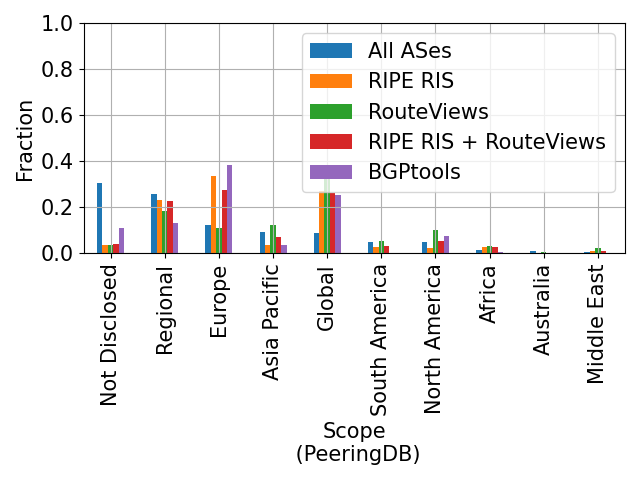 1.0
0.8
0.6
0.4
0.2
0.0
Fraction
All ASes
RIPE RIS
RouteViews
RIPE RIS + RouteViews
BGPtools
Not Disclosed
Regional
Europe
Asia Pacific
Global
South America
North America
Africa
Australia
Middle East
Scope
(PeeringDB)